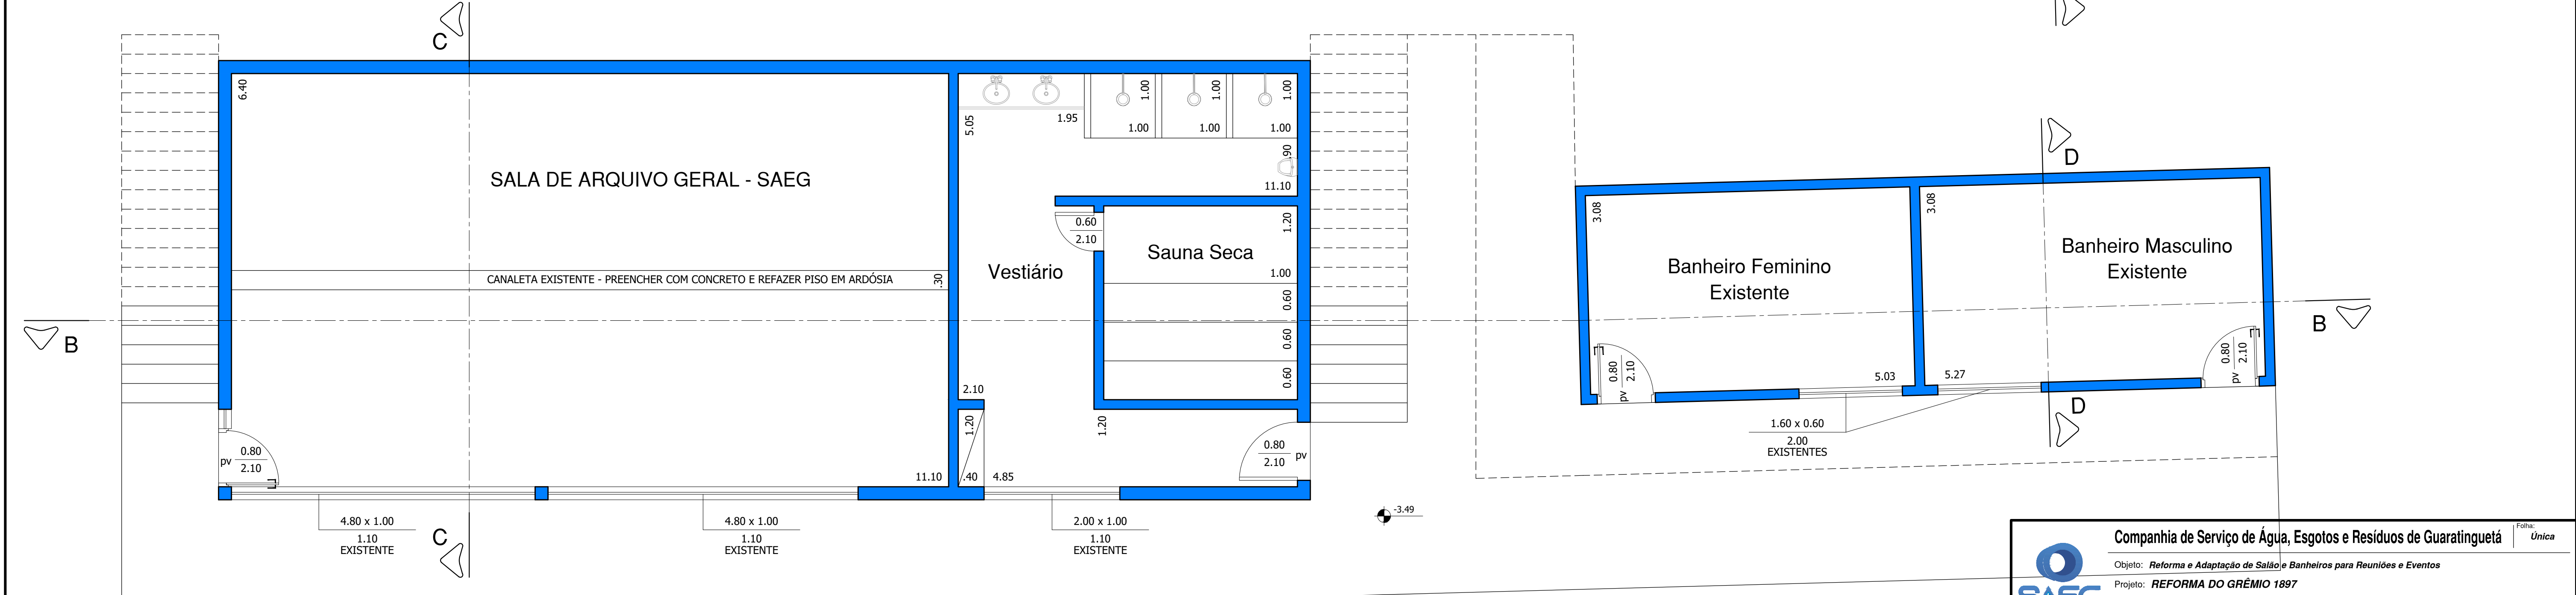 C
6.40
SALA DE ARQUIVO GERAL - SAEG
CANALETA EXISTENTE - PREENCHER COM CONCRETO E REFAZER PISO EM ARDÓSIA
.30
B
pv
0.80
2.10
11.10
4.80 x 1.00
1.10
EXISTENTE
C
4.80 x 1.00
1.10
EXISTENTE
5.05
1.95
1.00
1.00
1.00
1.00
1.00
1.00
.90
11.10
0.60
2.10
1.20
Vestiário
Sauna Seca
1.00
0.60
0.60
0.60
2.10
1.20
.40
4.85
1.20
0.80
2.10
pv
2.00 x 1.00
1.10
EXISTENTE
-3.49
3.08
Banheiro Feminino
Existente
0.80
2.10
pv
5.03
3.08
D
Banheiro Masculino
Existente
5.27
0.80
2.10
pv
B
D
1.60 x 0.60
2.00
EXISTENTES
Companhia de Serviço de Água, Esgotos e Resíduos de Guaratinguetá
Folha:
Única
Objeto: Reforma e Adaptação de Salão e Banheiros para Reuniões e Eventos
Projeto: REFORMA DO GRÊMIO 1897
SAEG